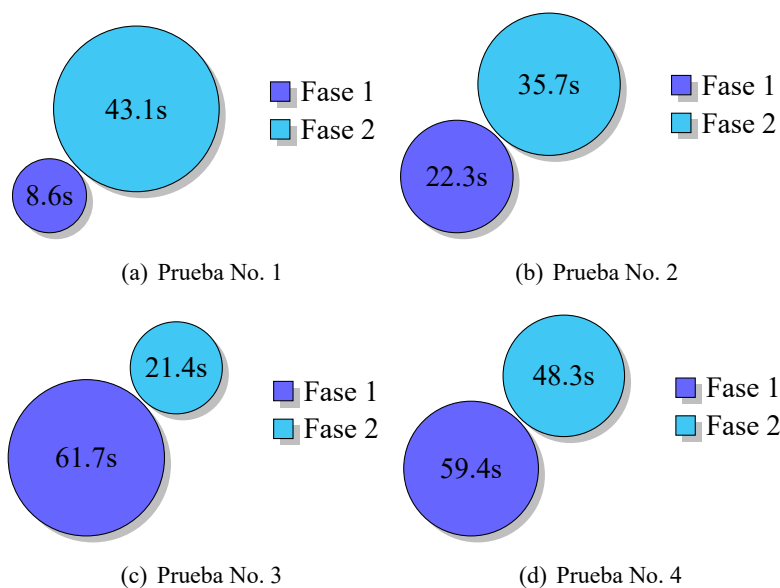 43.1s
8.6s
Fase 1
Fase 2
(a) Prueba No. 1
35.7s
22.3s
Fase 1
Fase 2
(b) Prueba No. 2
21.4s
61.7s
Fase 1
Fase 2
(c) Prueba No. 3
48.3s
59.4s
Fase 1
Fase 2
(d) Prueba No. 4